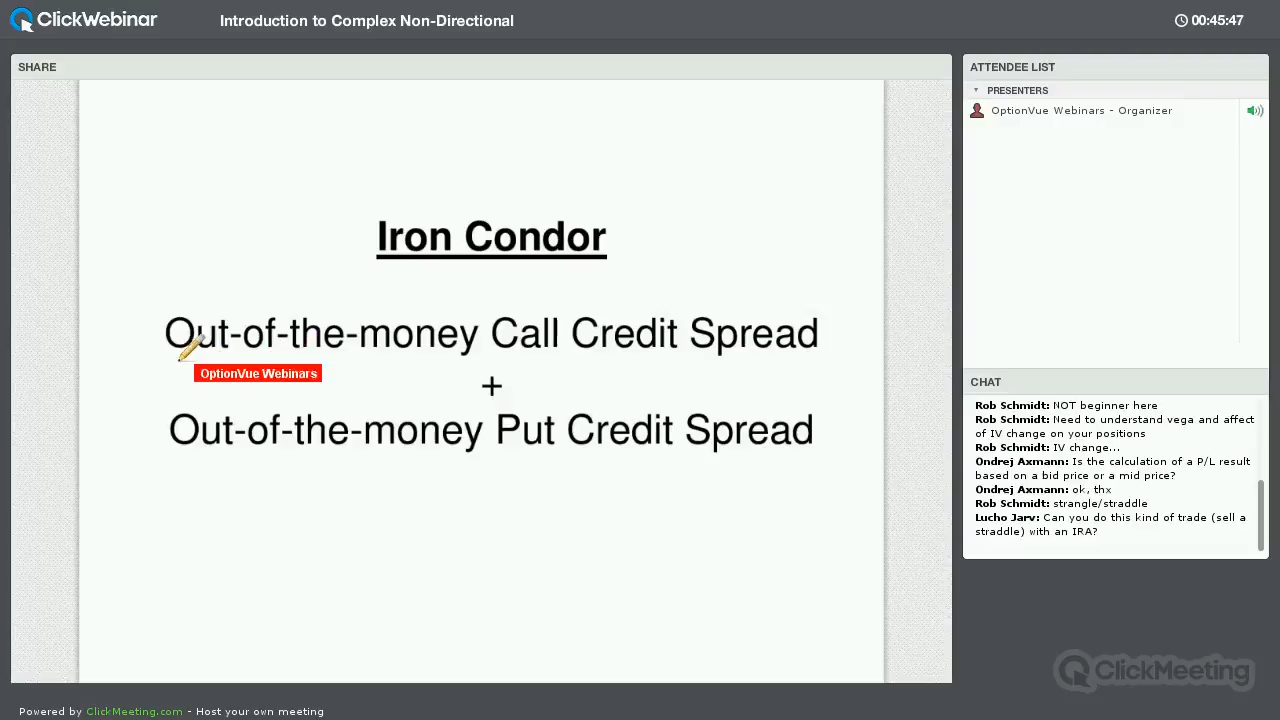 ClickWebinar
Introduction to Complex Non-Directional
00:45:47
SHARE
Iron Condor
Out-of-the-money Call Credit Spread
OptionVue Webinars
+
Out-of-the-money Put Credit Spread
ATTENDEE LIST
PRESENTERS
OptionVue Webinars - Organizer
CHAT
Rob Schmidt: NOT beginner here
Rob Schmidt: Need to understand vega and affect
of IV change on your positions
Rob Schmidt: IV change...
Ondrej Axmann: Is the calculation of a P/L result
based on a bid price or a mid price?
Ondrej Axmann: ok, thx
Rob Schmidt: strangle/straddle
Lucho Jarv: Can you do this kind of trade (sell a
straddle) with an IRA?
ClickMeeting
Powered by ClickMeeting.com - Host your own meeting